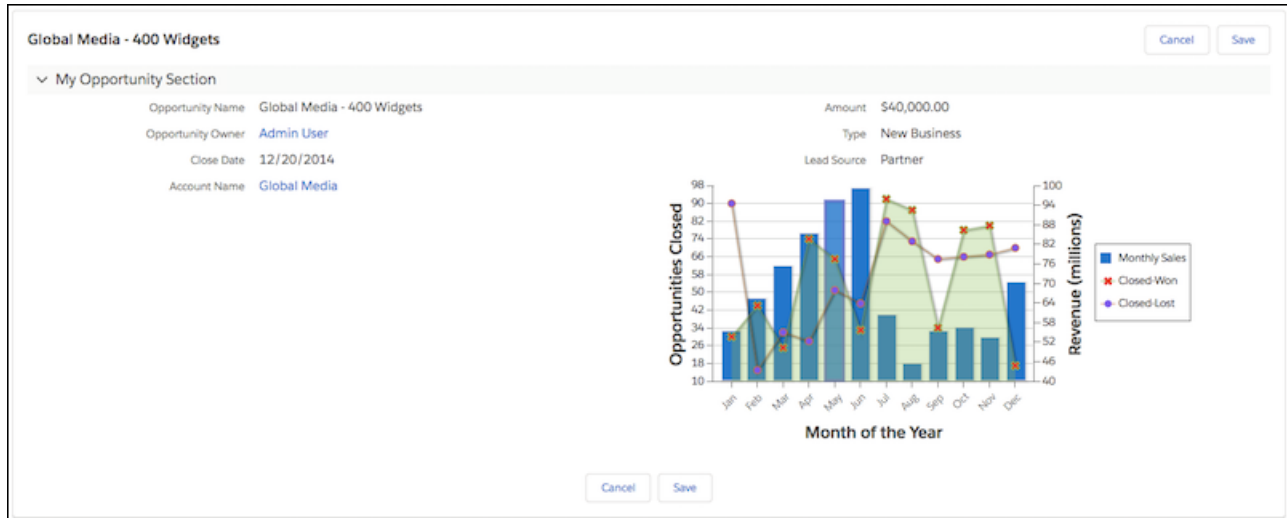 Global Media - 400 Widgets
Cancel
Save
My Opportunity Section
Opportunity Name Global Media - 400 Widgets
Amount $40,000.00
Opportunity Owner Admin User
Type New Business
Close Date 12/20/2014
Lead Source Partner
Account Name Global Media
Opportunities Closed
98
90
82
74
66
58
50
42
34
26
18
10
100
94
88
82
76
70
64
58
52
46
40
Revenue (millions)
Jan Feb Mar Apr May Jun Jul Aug Sep Oct Nov Dec
Month of the Year
Monthly Sales
Closed-Won
Closed-Lost
Cancel
Save